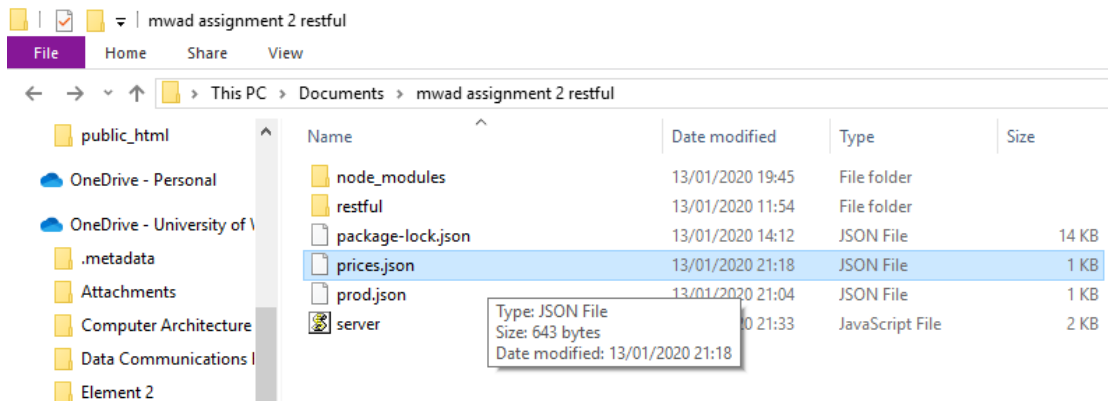 mwad assignment 2 restful
File Home Share View
This PC > Documents > mwad assignment 2 restful
public_html
OneDrive - Personal
OneDrive - University of
.metadata
Attachments
Computer Architecture
Data Communications
Element 2
Name Date modified Type Size
node_modules 13/01/2020 19:45 File folder
restful 13/01/2020 11:54 File folder
package-lock.json 13/01/2020 14:12 JSON File 14 KB
prices.json 13/01/2020 21:18 JSON File 1 KB
prod.json 13/01/2020 21:04 JSON File 1 KB
server 21:33 JavaScript File 2 KB
Type: JSON File
Size: 643 bytes
Date modified: 13/01/2020 21:18